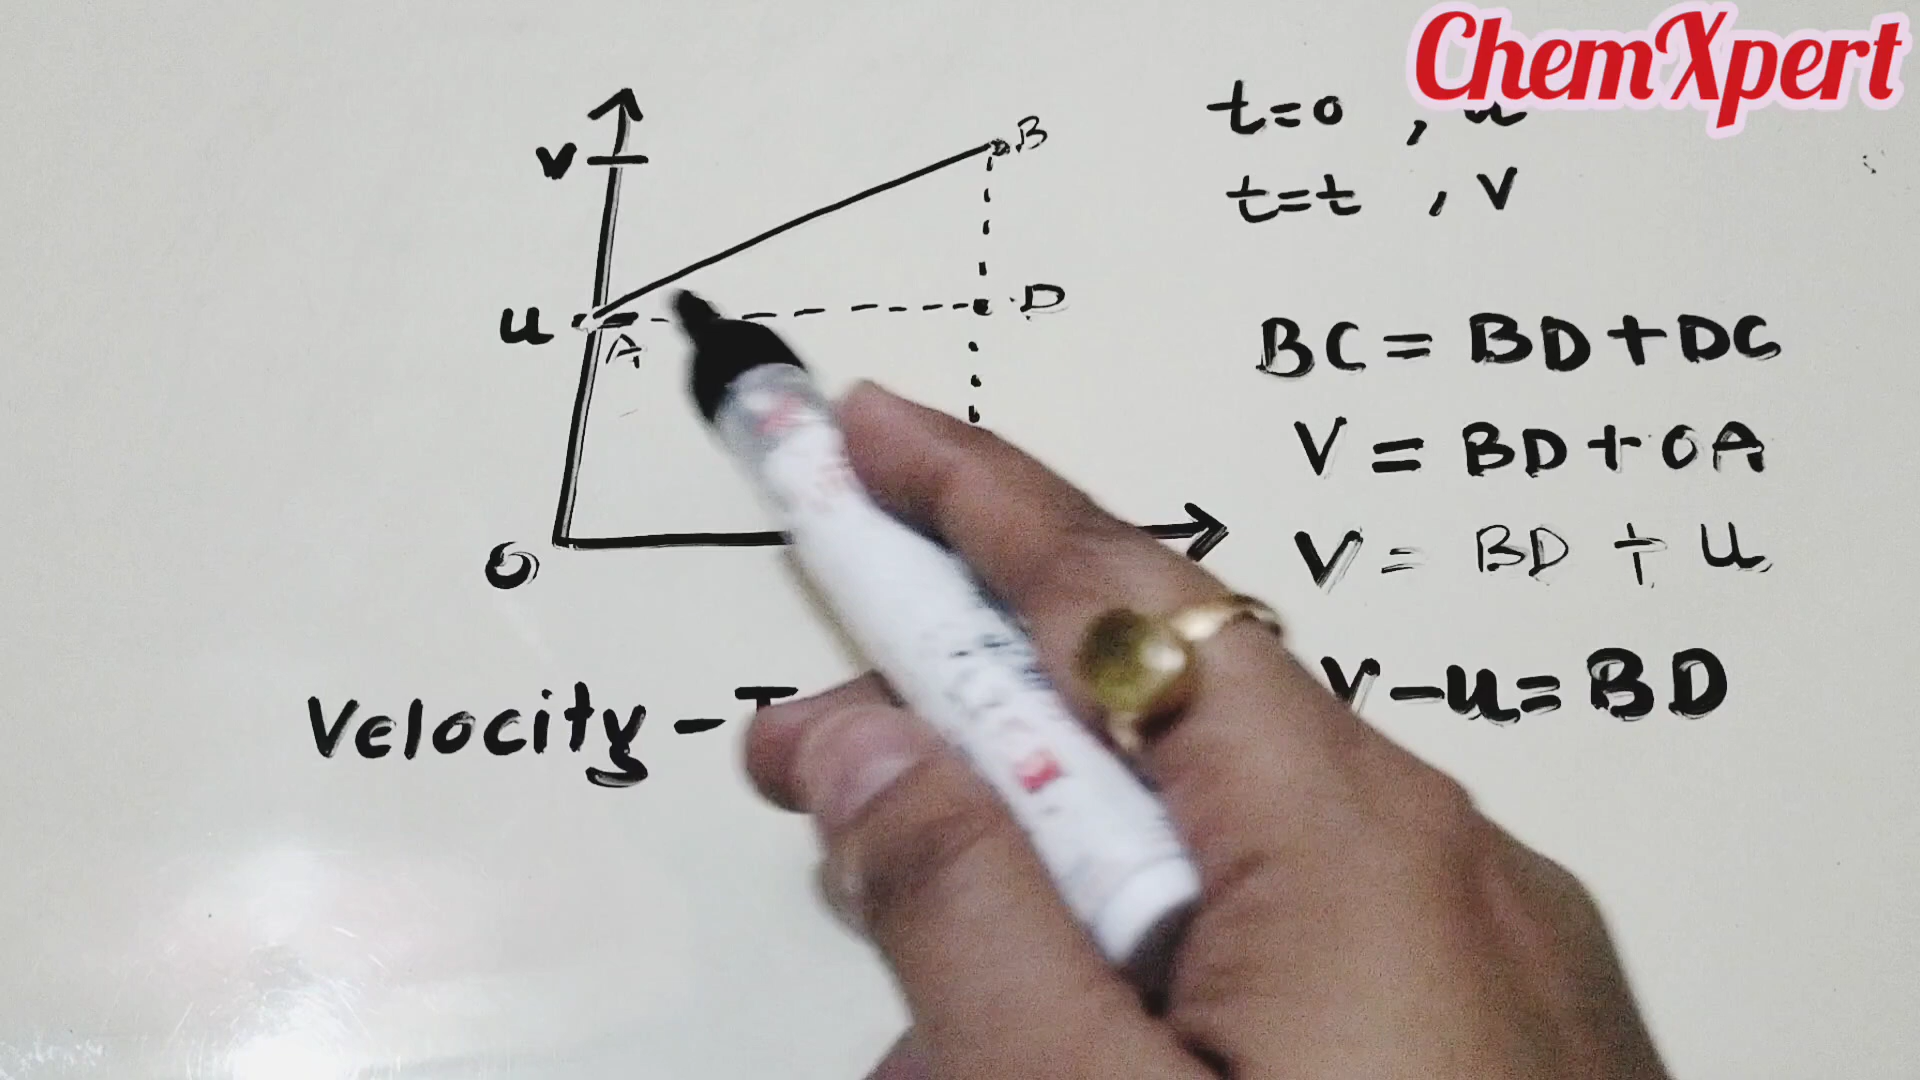 ChemXpert
t=0 , u
t=t , v
v
B
u
A
D
O
BC = BD + DC
V = BD + OA
V = BD + u
V - u = BD
Velocity -